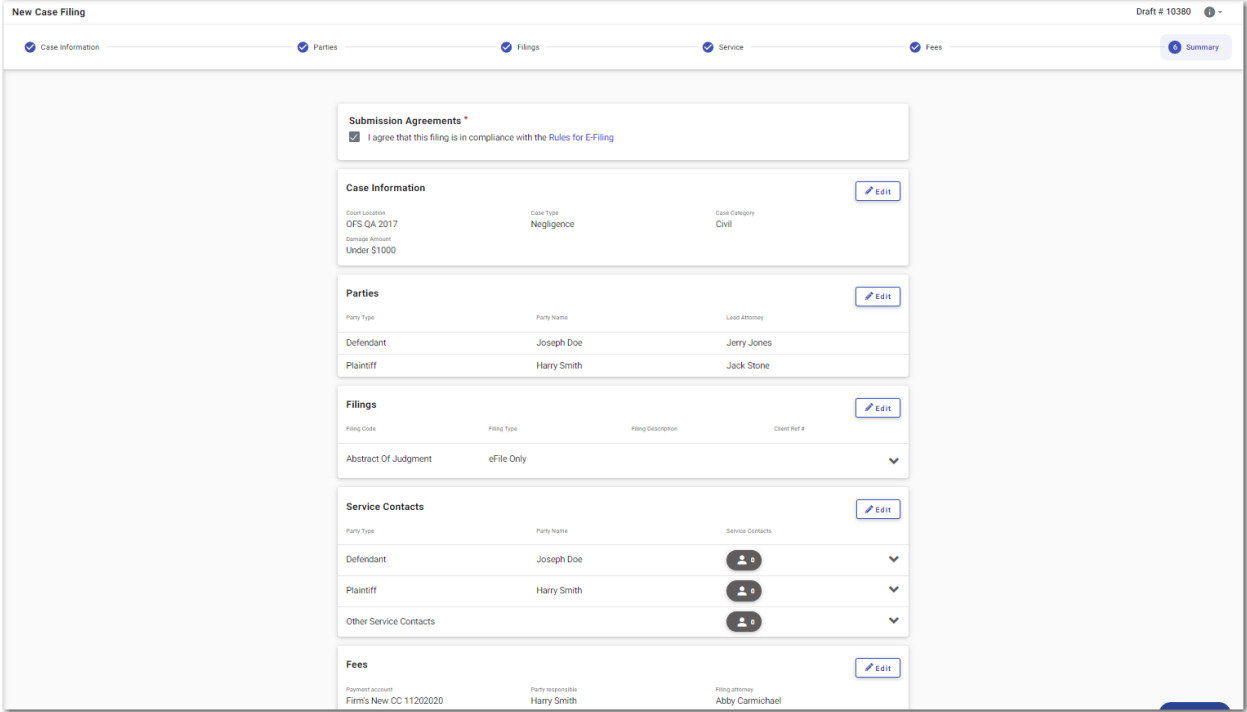 New Case Filing Draft # 10380
Case Information Parties Filings Service Fees 6 Summary
Submission Agreements *
I agree that this filing is in compliance with the Rules for E-Filing
Case Information Edit
Court Location Case Type Case Category
OFS QA 2017 Negligence Civil
Damage Amount
Under $1000
Parties Edit
Party Type Party Name Lead Attorney
Defendant Joseph Doe Jerry Jones
Plaintiff Harry Smith Jack Stone
Filings Edit
Filing Code Filing Type Filing Description Client Ref #
Abstract Of Judgment eFile Only
Service Contacts Edit
Party Type Party Name Service Contacts
Defendant Joseph Doe 0
Plaintiff Harry Smith 0
Other Service Contacts 0
Fees Edit
Payment account Party responsible Filing attorney
Firm's New CC 11202020 Harry Smith Abby Carmichael